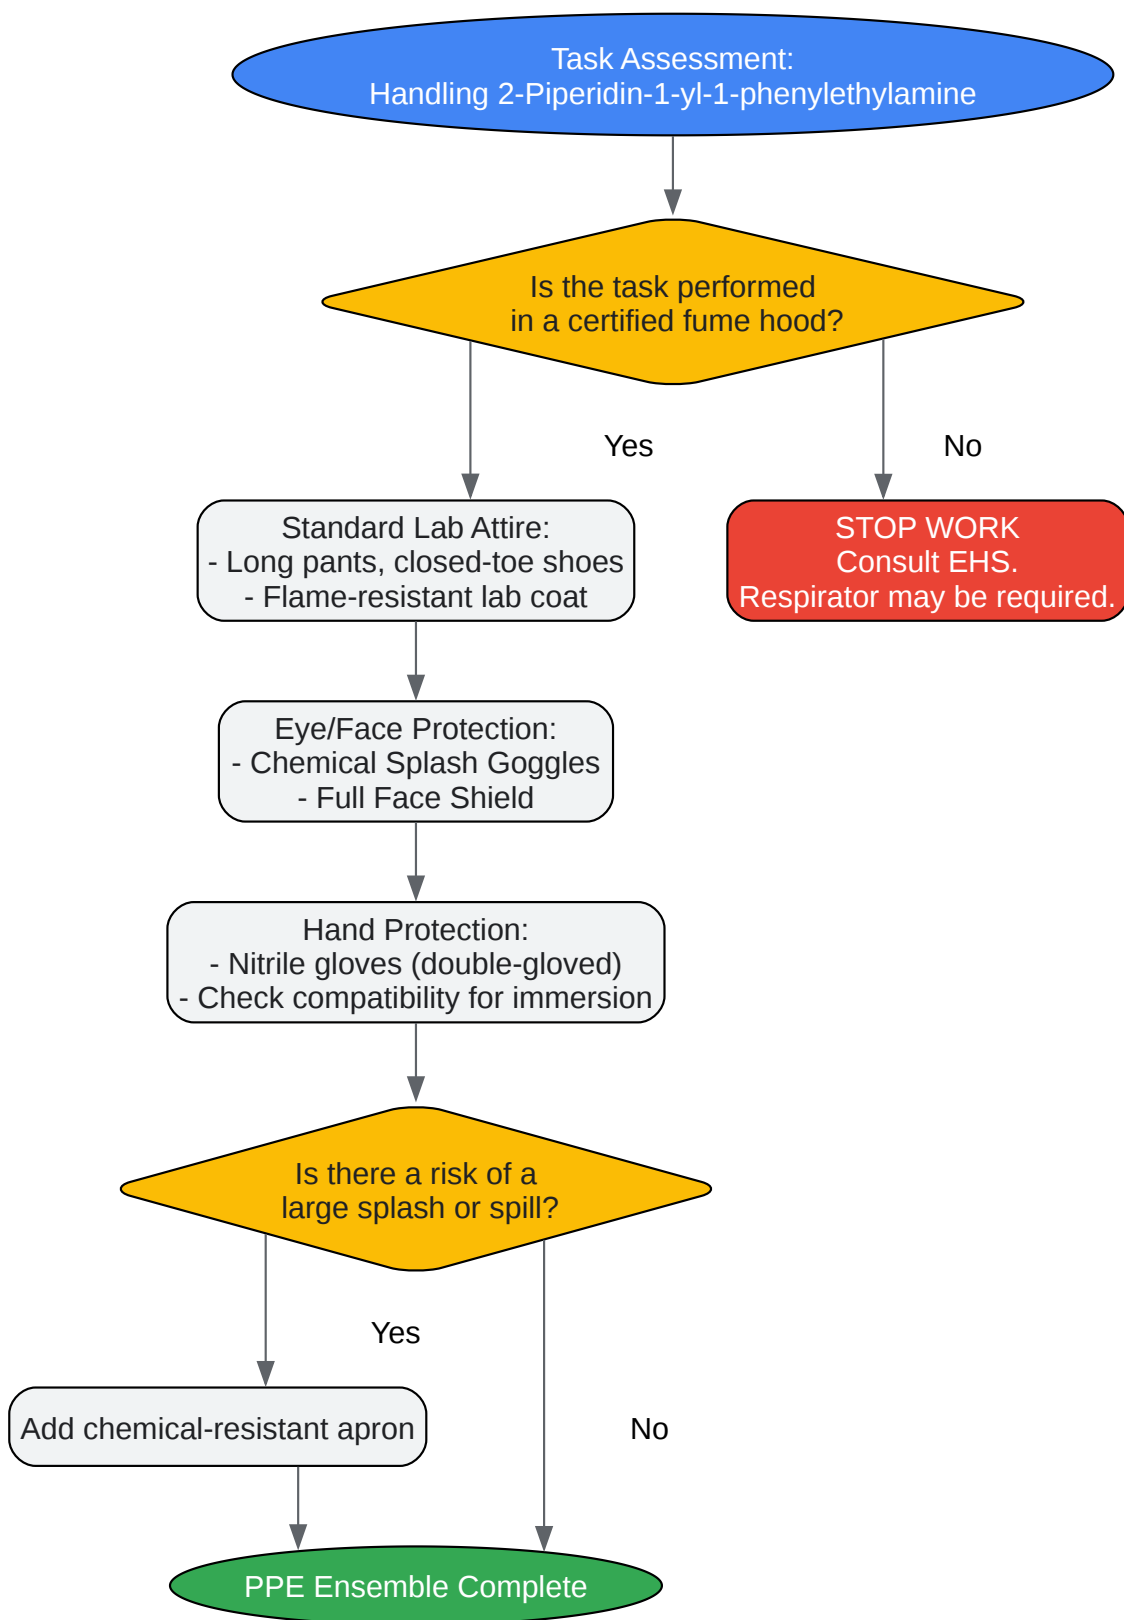 Task Assessment:
Handling 2-Piperidin-1-yl-1-phenylethylamine
Is the task performed
in a certified fume hood?
Yes
No
Standard Lab Attire:
- Long pants, closed-toe shoes
- Flame-resistant lab coat
STOP WORK
Consult EHS.
Respirator may be required.
Eye/Face Protection:
- Chemical Splash Goggles
- Full Face Shield
Hand Protection:
- Nitrile gloves (double-gloved)
- Check compatibility for immersion
Is there a risk of a
large splash or spill?
Yes
Add chemical-resistant apron
No
PPE Ensemble Complete